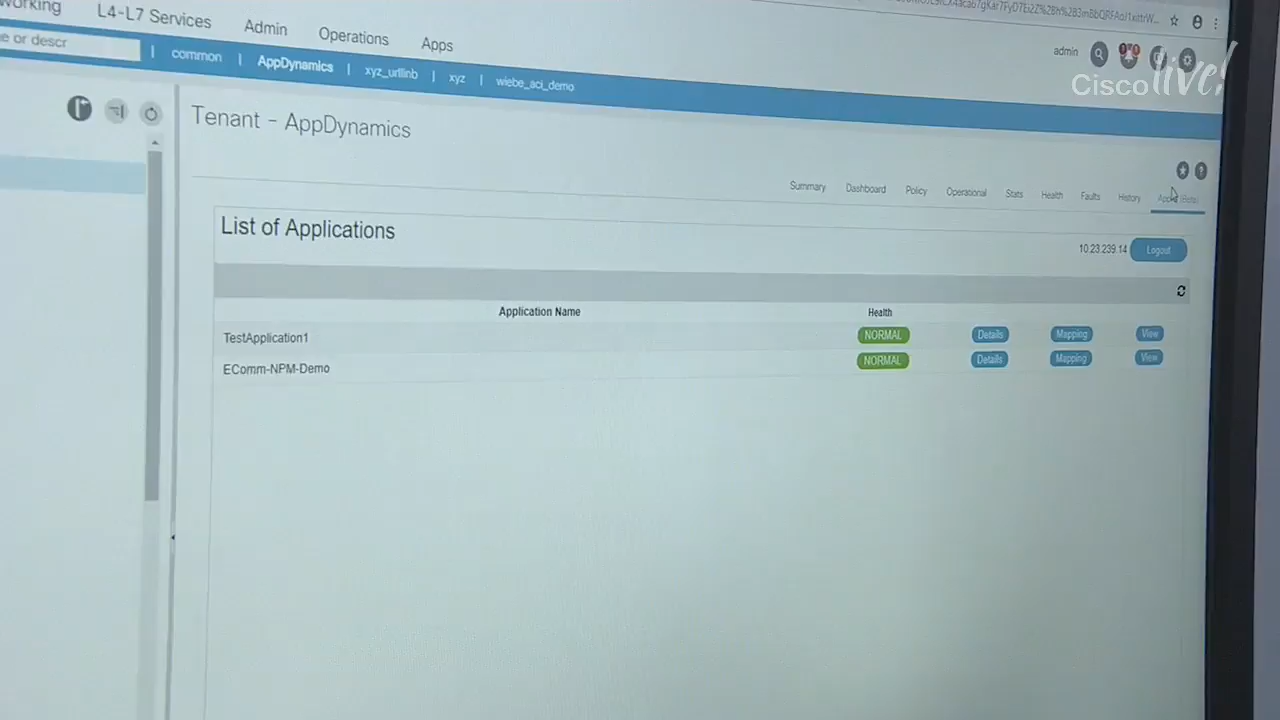 L4-L7 Services Admin Operations Apps
e or descr | common | AppDynamics | xyz_urllnb | xyz | wiebe_aci_demo
admin
Cisco live!
Tenant - AppDynamics
Summary Dashboard Policy Operational Stats Health Faults History
List of Applications
10.23.239.14 Logout
Application Name Health
TestApplication1 NORMAL Details Mapping View
EComm-NPM-Demo NORMAL Details Mapping View